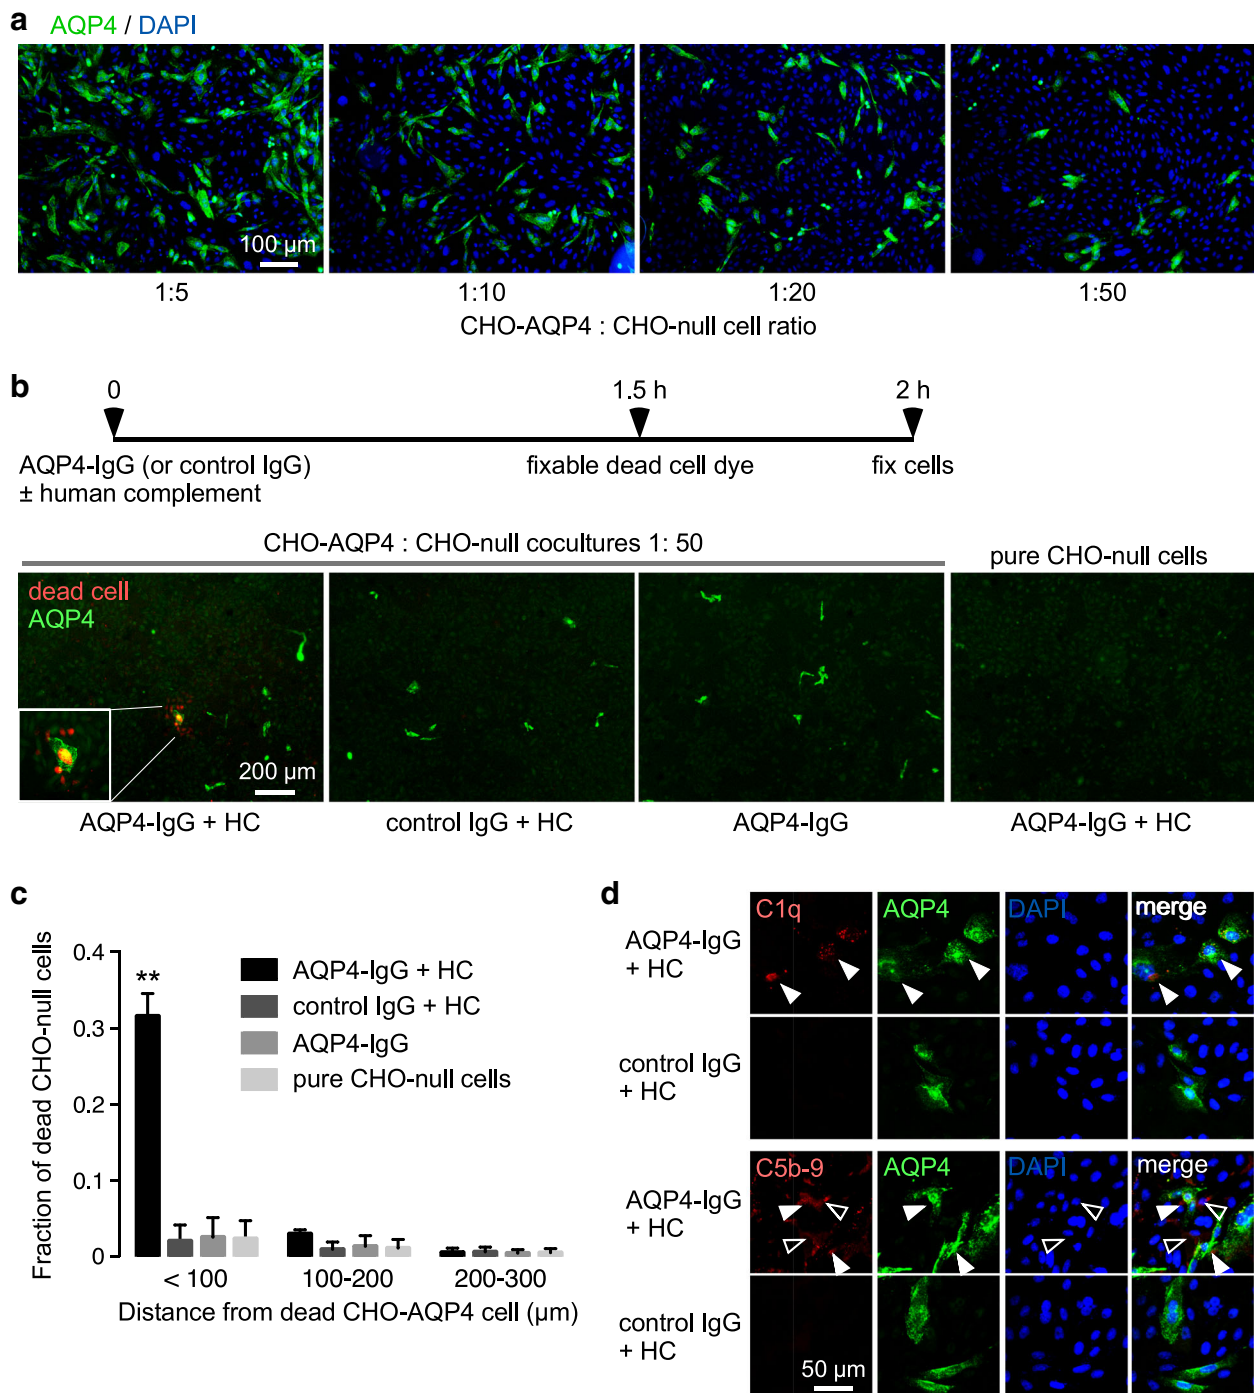 a
AQP4 / DAPI
100 µm
1:5
1:10
1:20
1:50
CHO-AQP4 : CHO-null cell ratio
b
0
1.5 h
2 h
AQP4-IgG (or control IgG)
± human complement
fixable dead cell dye
fix cells
CHO-AQP4 : CHO-null cocultures 1: 50
pure CHO-null cells
dead cell
AQP4
200 µm
AQP4-IgG + HC
control IgG + HC
AQP4-IgG
AQP4-IgG + HC
c
Fraction of dead CHO-null cells
0.4
0.3
0.2
0.1
0
**
AQP4-IgG + HC
control IgG + HC
AQP4-IgG
pure CHO-null cells
< 100
100-200
200-300
Distance from dead CHO-AQP4 cell (µm)
d
C1q
AQP4
DAPI
merge
AQP4-IgG
+ HC
control IgG
+ HC
C5b-9
AQP4
DAPI
merge
AQP4-IgG
+ HC
control IgG
+ HC
50 µm